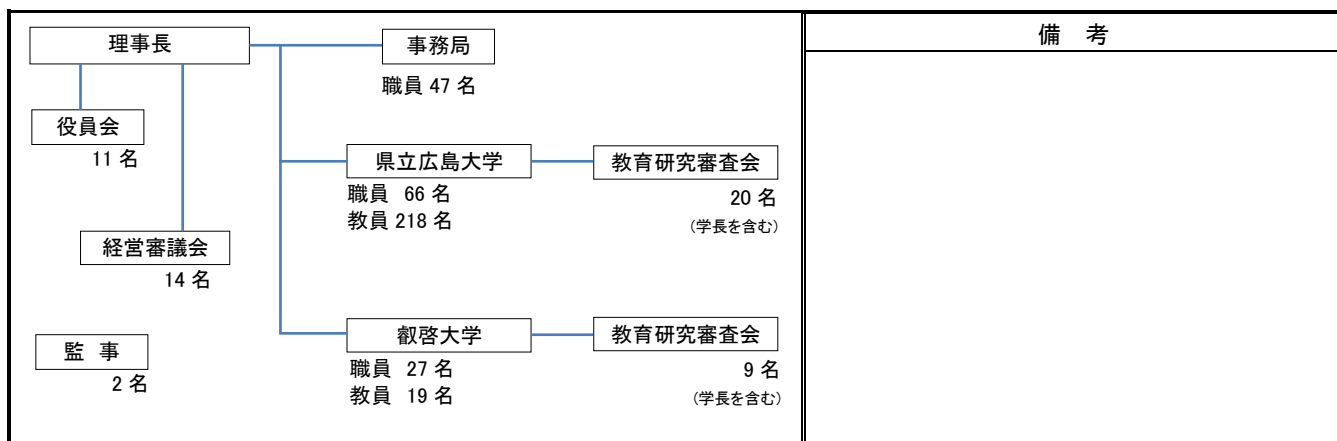 理事長
事務局
職員 47 名
役員会
11 名
県立広島大学
職員 66 名
教員 218 名
教育研究審査会
20 名
(学長を含む)
経営審議会
14 名
叡啓大学
職員 27 名
教員 19 名
教育研究審査会
9 名
(学長を含む)
監 事
2 名
備 考